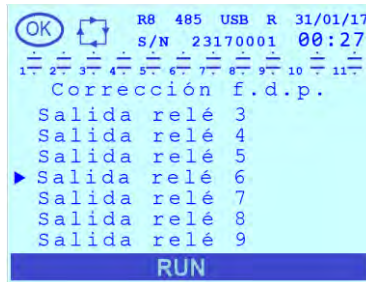 OK R8 485 USB R 31/01/17
S/N 23170001 00:27
1 2 3 4 5 6 7 8 9 10 11
Corrección f.d.p.
Salida relé 3
Salida relé 4
Salida relé 5
Salida relé 6
Salida relé 7
Salida relé 8
Salida relé 9
RUN